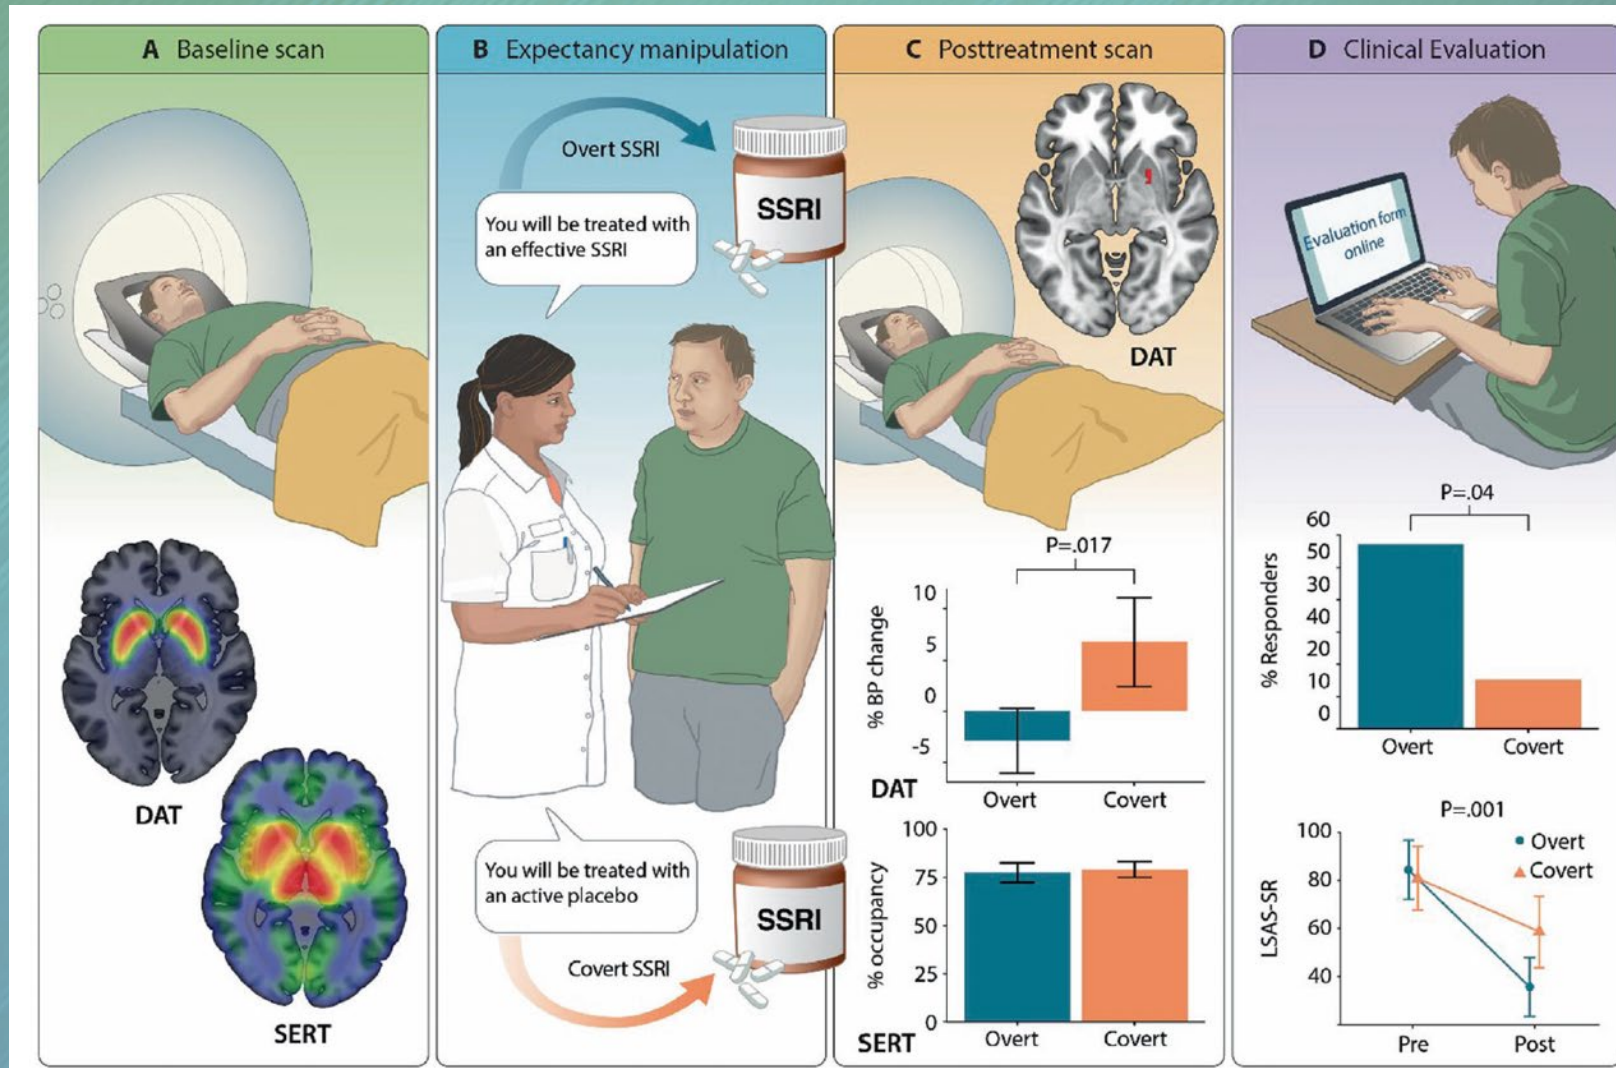 A Baseline scan
DAT
SERT
B Expectancy manipulation
Overt SSRI
You will be treated with
an effective SSRI
SSRI
You will be treated with
an active placebo
SSRI
Covert SSRI
C Posttreatment scan
DAT
P=.017
10
5
0
-5
% BP change
DAT
Overt
Covert
100
75
50
25
0
% occupancy
SERT
Overt
Covert
D Clinical Evaluation
Evaluation form
online
P=.04
60
50
30
40
20
10
0
% Responders
Overt
Covert
P=.001
100
80
60
40
LSAS-SR
Overt
Covert
Pre
Post